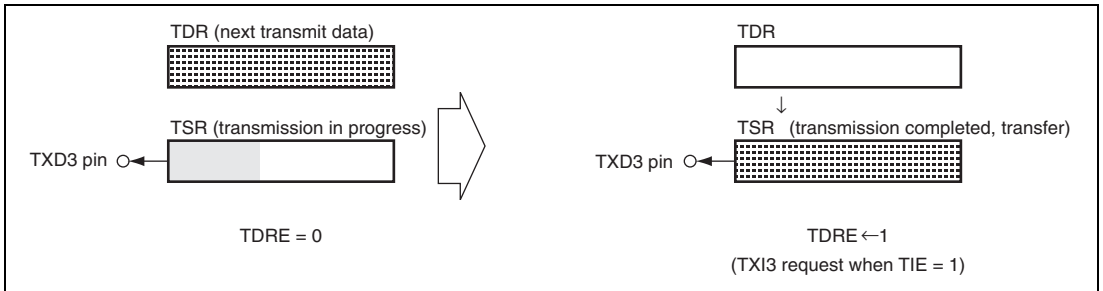 TDR (next transmit data)
TSR (transmission in progress)
TXD3 pin
TDRE = 0
TDR
↓
TSR (transmission completed, transfer)
TXD3 pin
TDRE ←1
(TXI3 request when TIE = 1)